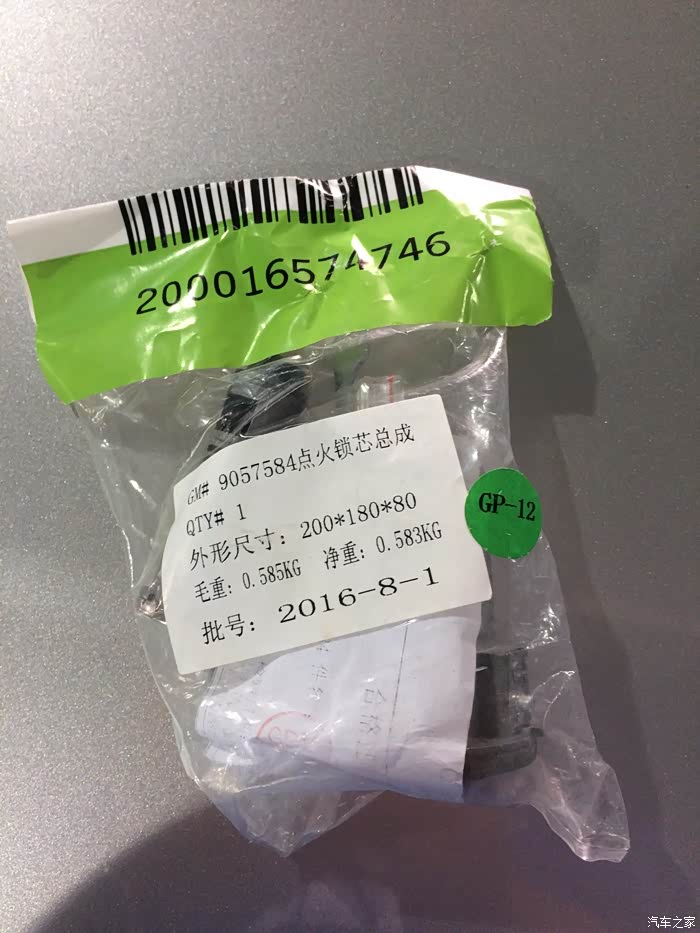 200016574746
GM# 9057584点火锁芯总成
QTY# 1
外形尺寸: 200*180*80
毛重: 0.585KG 净重: 0.583KG
批号: 2016-8-1
GP-12
合格
汽车之家